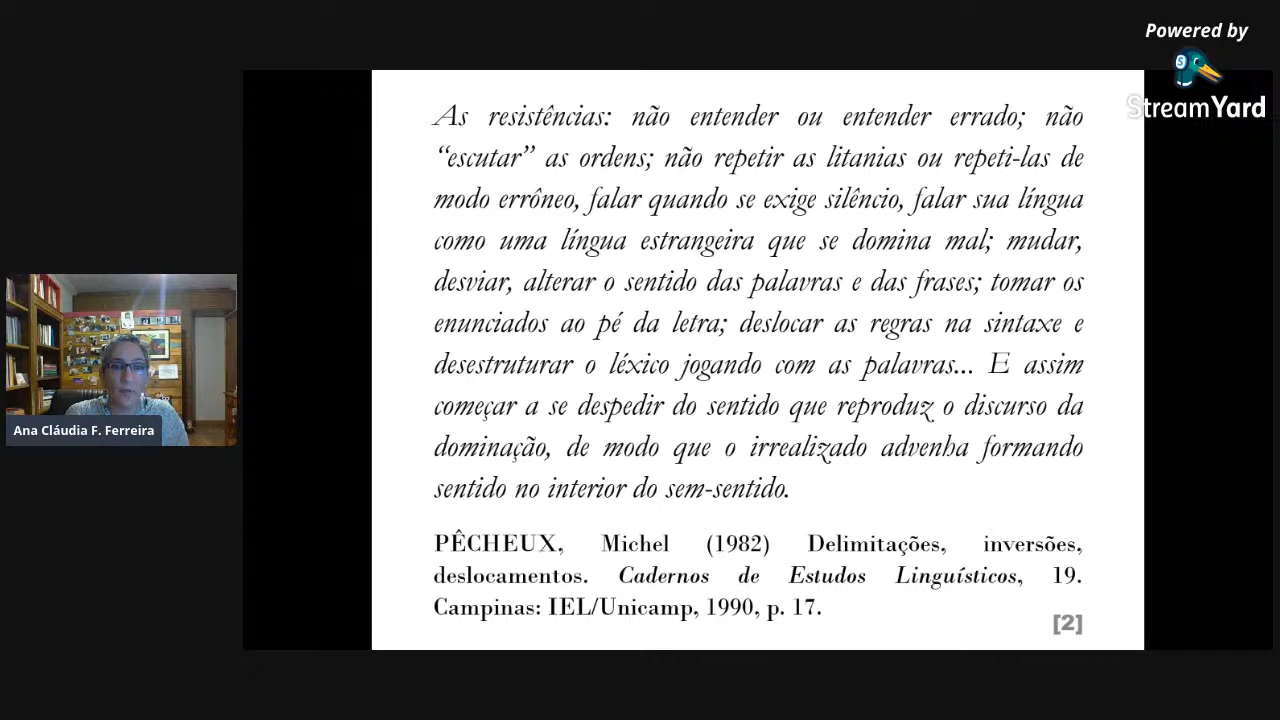 Powered by
StreamYard
As resistências: não entender ou entender errado; não
“escutar” as ordens; não repetir as litanias ou repeti-las de
modo errôneo, falar quando se exige silêncio, falar sua língua
como uma língua estrangeira que se domina mal; mudar,
desviar, alterar o sentido das palavras e das frases; tomar os
enunciados ao pé da letra; deslocar as regras na sintaxe e
desestruturar o léxico jogando com as palavras... E assim
começar a se despedir do sentido que reproduz o discurso da
dominação, de modo que o irrealizado advenha formando
sentido no interior do sem-sentido.
PÊCHEUX, Michel (1982) Delimitações, inversões,
deslocamentos. Cadernos de Estudos Linguísticos, 19.
Campinas: IEL/Unicamp, 1990, p. 17.
[2]
Ana Cláudia F. Ferreira